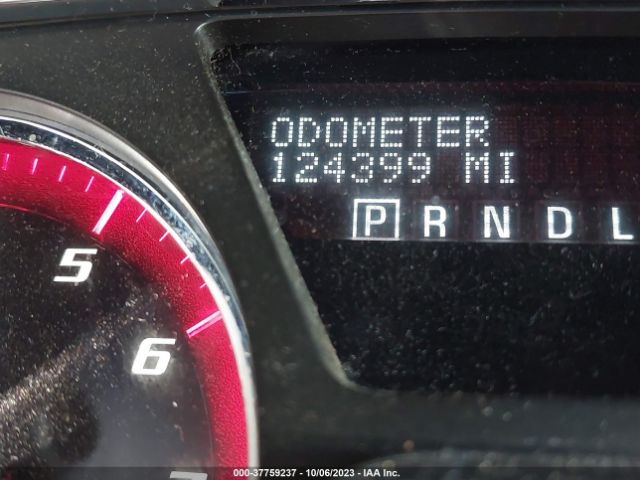 ODOMETER
124399 MI
P R N D L
5
6
000-37759237 - 10/06/2023 - IAA Inc.